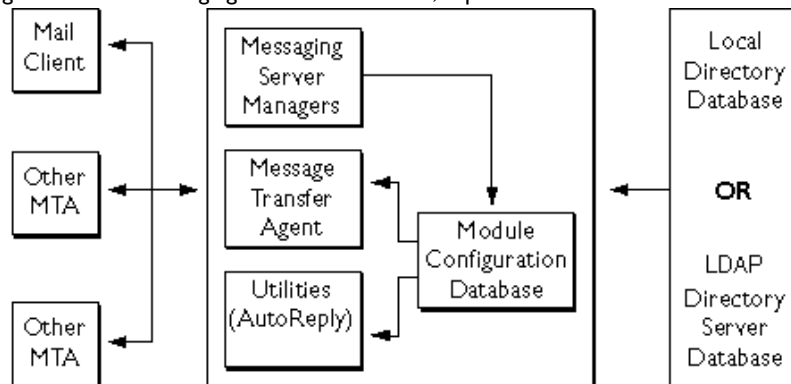 Mail
Client
Other
MTA
Other
MTA
Messaging
Server
Managers
Message
Transfer
Agent
Utilities
(AutoReply)
Module
Configuration
Database
Local
Directory
Database
OR
LDAP
Directory
Server
Database